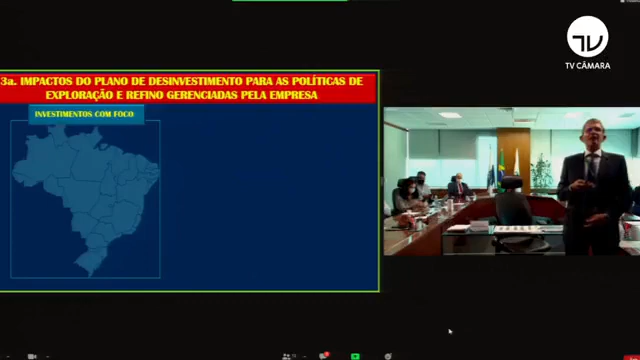 TV CÂMARA
3a. IMPACTOS DO PLANO DE DESINVESTIMENTO PARA AS POLÍTICAS DE
EXPLORAÇÃO E REFINO GERENCIADAS PELA EMPRESA
INVESTIMENTOS COM FOCO